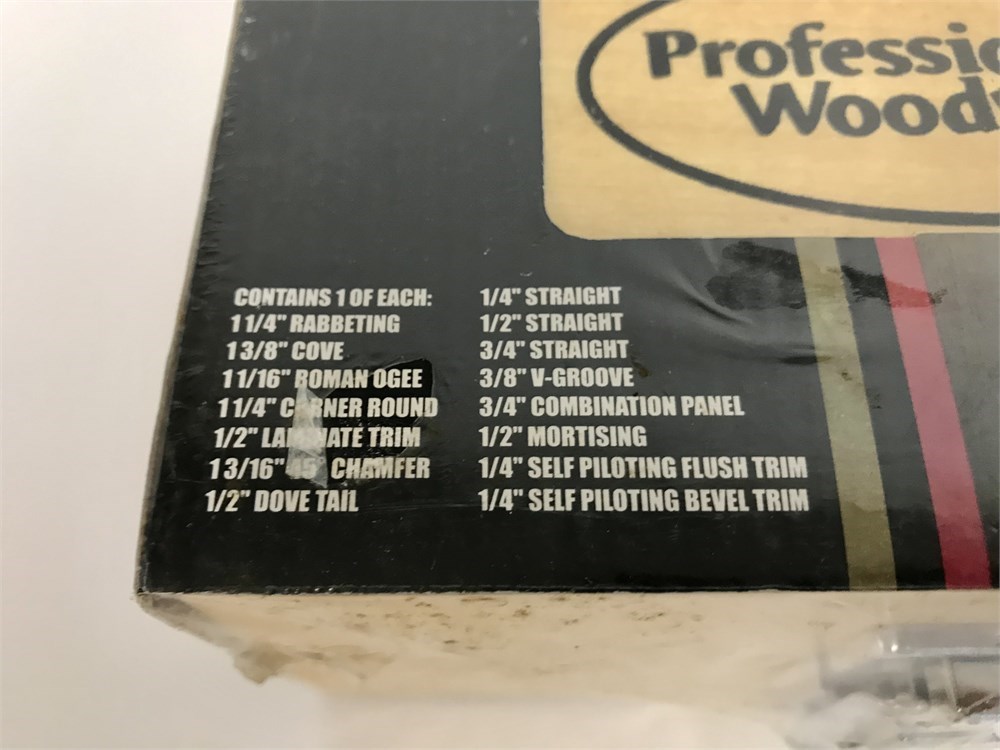 Professio
Wood
CONTAINS 1 OF EACH:
1 1/4" RABBETING
1 3/8" COVE
1 1/16" ROMAN OGEE
1 1/4" CORNER ROUND
1/2" LAMINATE TRIM
1 3/16" 45° CHAMFER
1/2" DOVE TAIL
1/4" STRAIGHT
1/2" STRAIGHT
3/4" STRAIGHT
3/8" V-GROOVE
3/4" COMBINATION PANEL
1/2" MORTISING
1/4" SELF PILOTING FLUSH TRIM
1/4" SELF PILOTING BEVEL TRIM